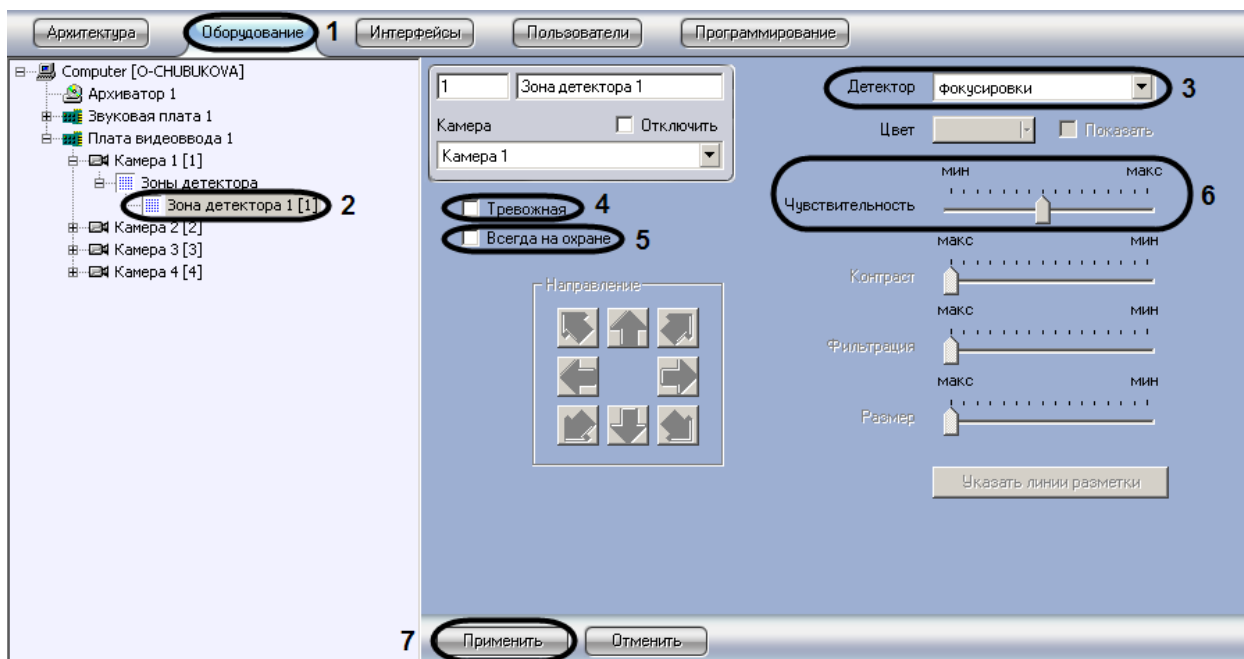 Архитектура
Оборудование
1
Интерфейсы
Пользователи
Программирование
Computer [O-CHUBUKOVA]
Архиватор 1
Звуковая плата 1
Плата видеоввода 1
Камера 1 [1]
Зоны детектора
Зона детектора 1 [1]
2
Камера 2 [2]
Камера 3 [3]
Камера 4 [4]
1
Зона детектора 1
Камера
Отключить
Камера 1
Тревожная
4
Всегда на охране
5
Направление
Детектор
фокусировки
3
Цвет
Показать
мин
макс
Чувствительность
6
макс
мин
Контраст
макс
мин
Фильтрация
макс
мин
Размер
Указать линии разметки
7
Применить
Отменить